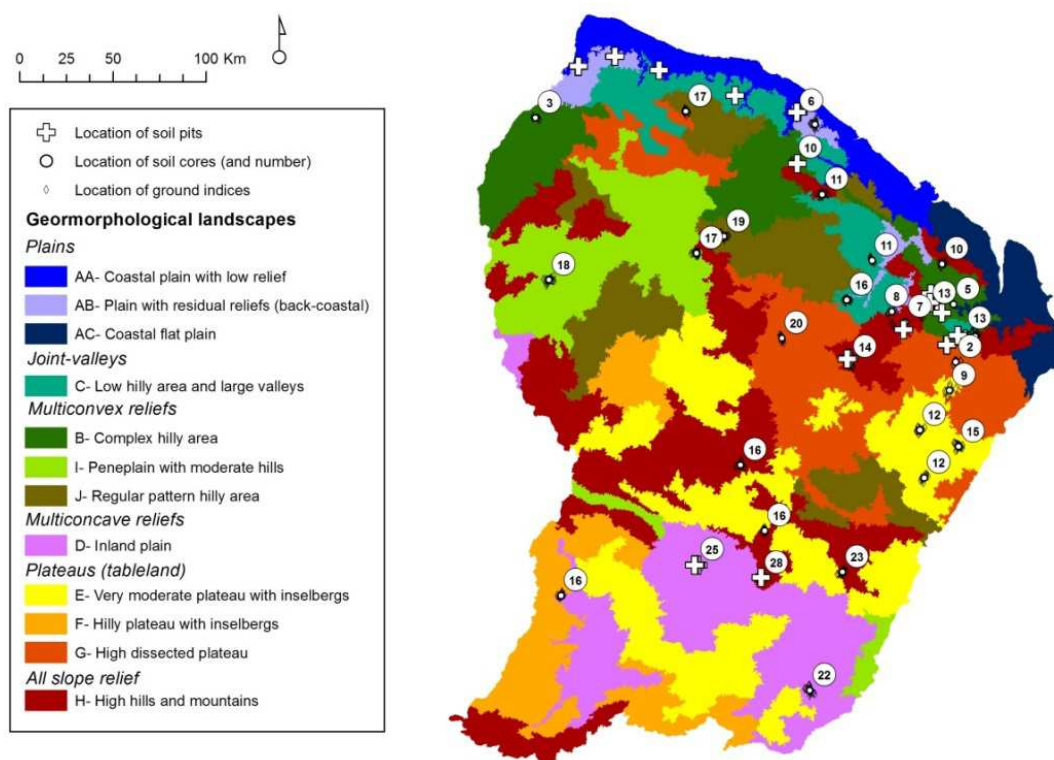 0 25 50 100 Km
Location of soil pits
Location of soil cores (and number)
Location of ground indices
Geormorphological landscapes
Plains
AA- Coastal plain with low relief
AB- Plain with residual reliefs (back-coastal)
AC- Coastal flat plain
Joint-valleys
C- Low hilly area and large valleys
Multiconvex reliefs
B- Complex hilly area
I- Peneplain with moderate hills
J- Regular pattern hilly area
Multiconcave reliefs
D- Inland plain
Plateaus (tableland)
E- Very moderate plateau with inselbergs
F- Hilly plateau with inselbergs
G- High dissected plateau
All slope relief
H- High hills and mountains
17
6
3
10
11
19
11
17
10
18
16
8
13
5
7
13
20
14
2
9
12
15
16
12
16
25
28
23
16
22